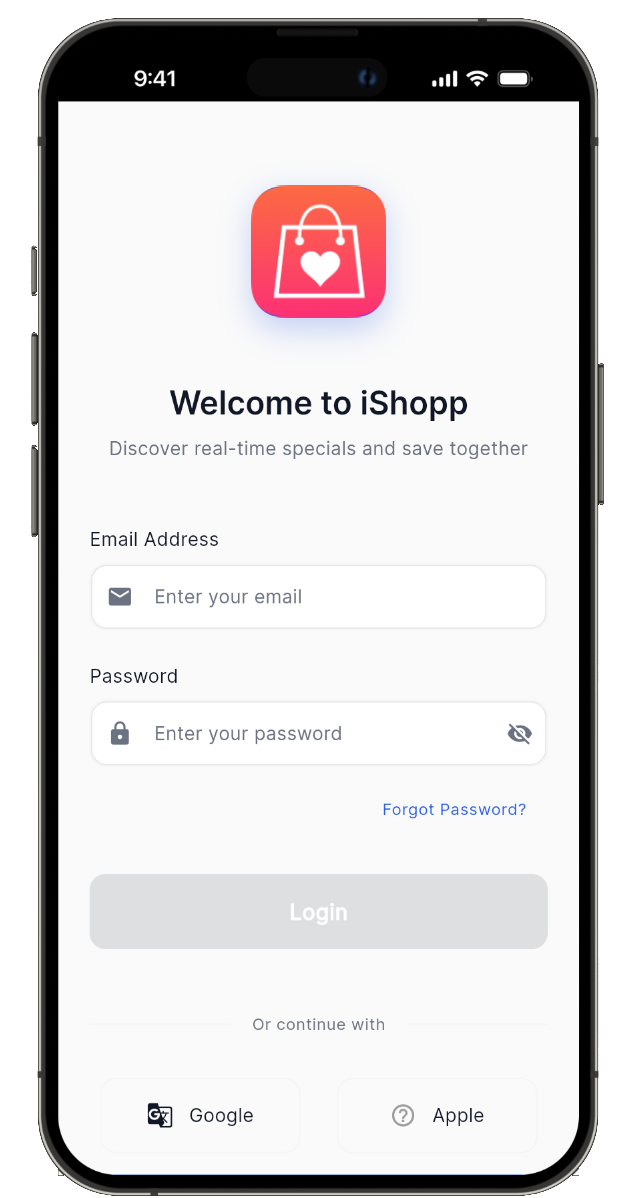 9:41
Welcome to iShopp
Discover real-time specials and save together
Email Address
Enter your email
Password
Enter your password
Forgot Password?
Login
Or continue with
Google
Apple